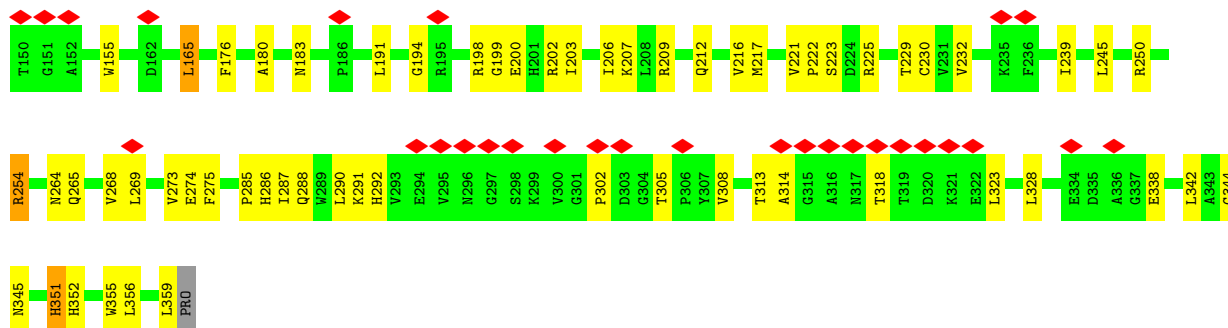 T150 G151 A152 W155 D162 L165 F176 A180 N183 P186 L191 G194 R195 R198 G199 E200 H201 R202 I203 I206 K207 L208 R209 Q212 V216 M217 V221 P222 S223 D224 R225 T229 C230 V231 V232 K235 F236 I239 L245 R250
R254 N264 Q265 V268 L269 V273 E274 F275 P285 H286 I287 Q288 W289 L290 K291 H292 V293 E294 V295 N296 G297 S298 K299 V300 G301 P302 D303 G304 T305 P306 Y307 V308 T313 A314 G315 A316 N317 T318 T319 D320 K321 E322 L323 L328 E334 D335 A336 G337 E338 L342 A343
N345 H351 H352 W355 L356 L359 PRO